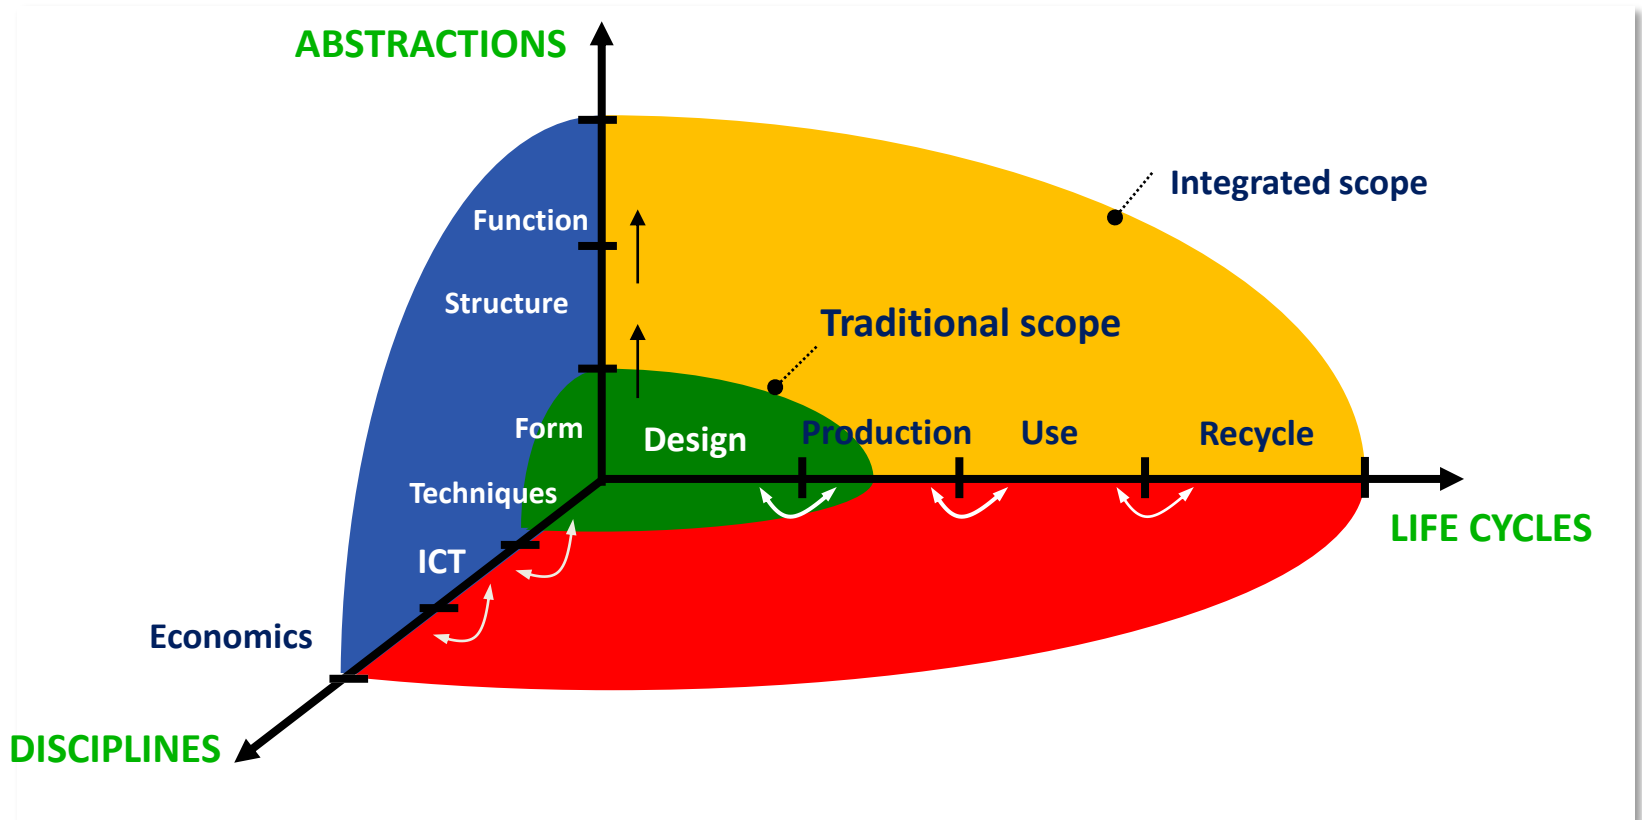 ABSTRACTIONS
Integrated scope
Function
Structure
Traditional scope
Form
Design
Production
Use
Recycle
Techniques
LIFE CYCLES
ICT
Economics
DISCIPLINES